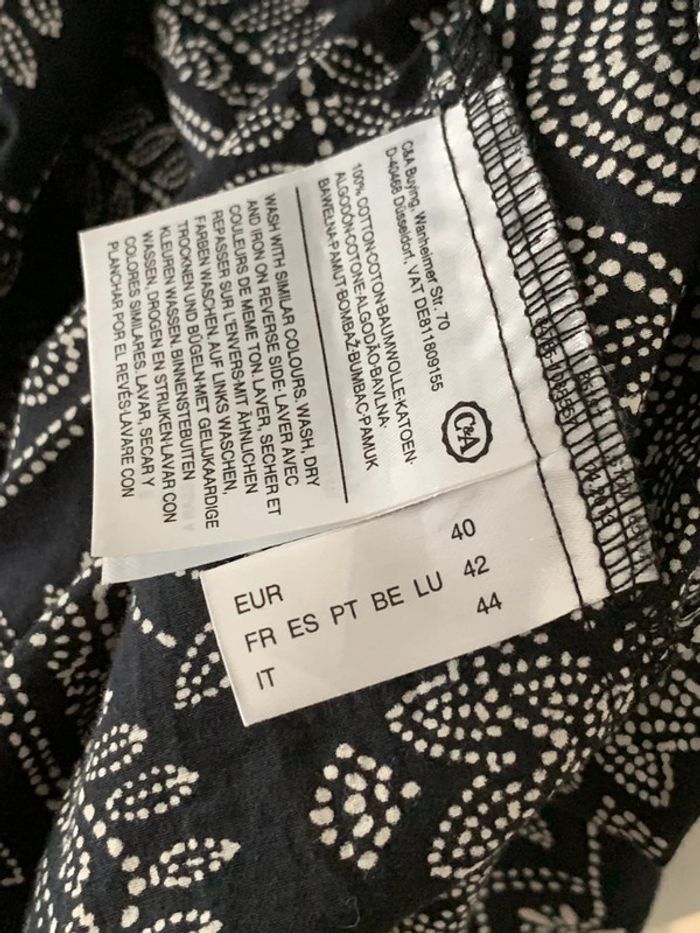 C&A Buying, Wanheimer Str. 70
D-40468 Düsseldorf, VAT DE811809155
C&A
100% COTTON·COTON·BAUMWOLLE·KATOEN·
ALGODÓN·COTONE·ALGODÃO·BAVLNA·
BAWEŁNA·PAMUT·BOMBAŽ·BUMBAC·PAMUK
WASH WITH SIMILAR COLOURS. WASH, DRY
AND IRON ON REVERSE SIDE·LAVER AVEC
COULEURS DE MEME TON. LAVER, SECHER ET
REPASSER SUR L'ENVERS·MIT ÄHNLICHEN
FARBEN WASCHEN. AUF LINKS WASCHEN,
TROCKNEN UND BÜGELN·MET GELIJKAARDIGE
KLEUREN WASSEN. BINNENSTEBUITEN
WASSEN, DROGEN EN STRIJKEN·LAVAR CON
COLORES SIMILARES. LAVAR, SECAR Y
PLANCHAR POR EL REVÉS·LAVARE CON
EUR 40
FR ES PT BE LU 42
IT 44